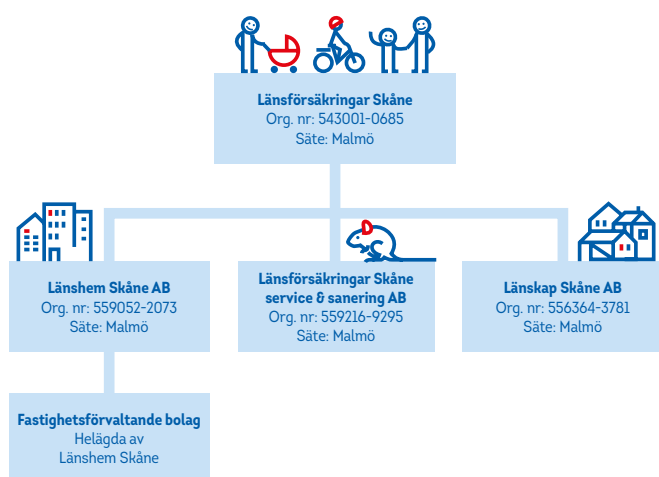 Länsförsäkringar Skåne
Org. nr: 543001-0685
Säte: Malmö
Länshem Skåne AB
Org. nr: 559052-2073
Säte: Malmö
Länsförsäkringar Skåne
service & sanering AB
Org. nr: 559216-9295
Säte: Malmö
Länskap Skåne AB
Org. nr: 556364-3781
Säte: Malmö
Fastighetsförvaltande bolag
Helägda av
Länshem Skåne